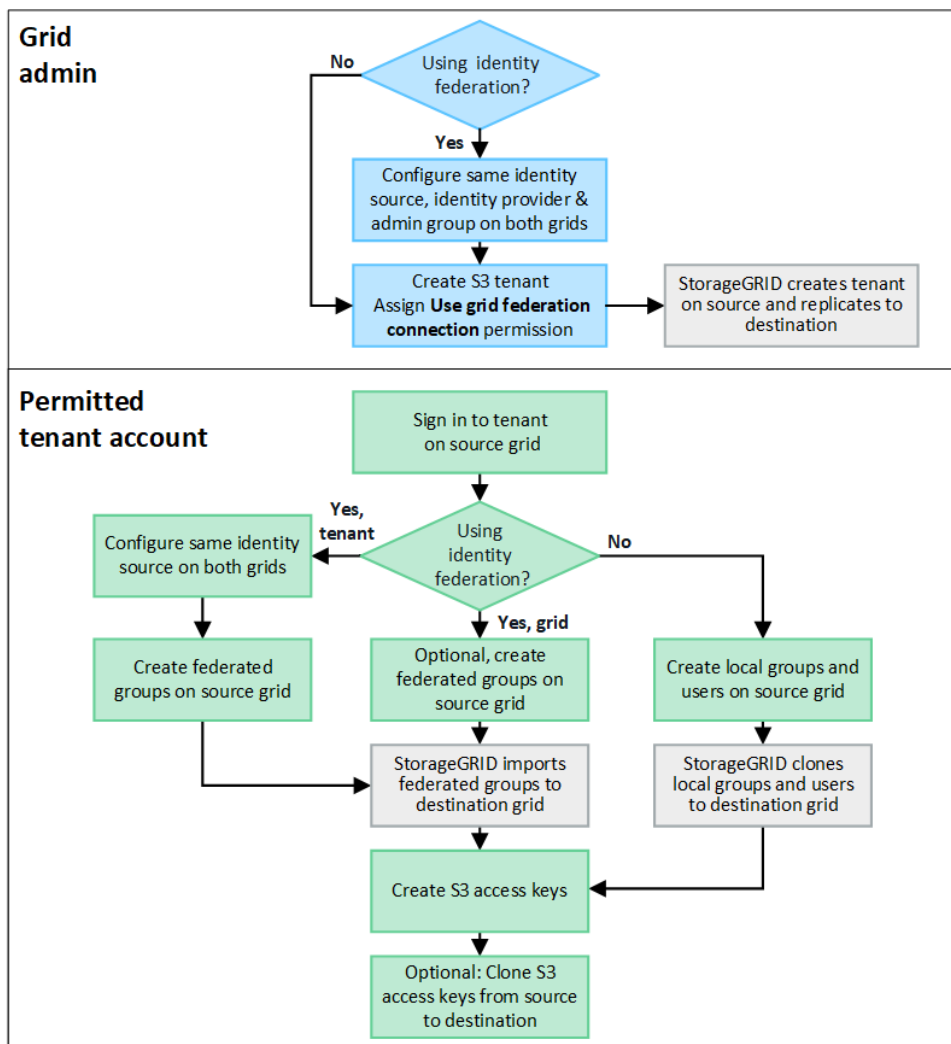 Grid
admin
No
Using identity
federation?
Yes
Configure same identity
source, identity provider &
admin group on both grids
Create S3 tenant
Assign Use grid federation
connection permission
StorageGRID creates tenant
on source and replicates to
destination
Permitted
tenant account
Sign in to tenant
on source grid
Yes,
tenant
Configure same identity
source on both grids
Using
identity
federation?
No
Yes, grid
Create federated
groups on source grid
Optional, create
federated groups on
source grid
Create local groups and
users on source grid
StorageGRID imports
federated groups to
destination grid
StorageGRID clones
local groups and users
to destination grid
Create S3 access keys
Optional: Clone S3
access keys from source
to destination